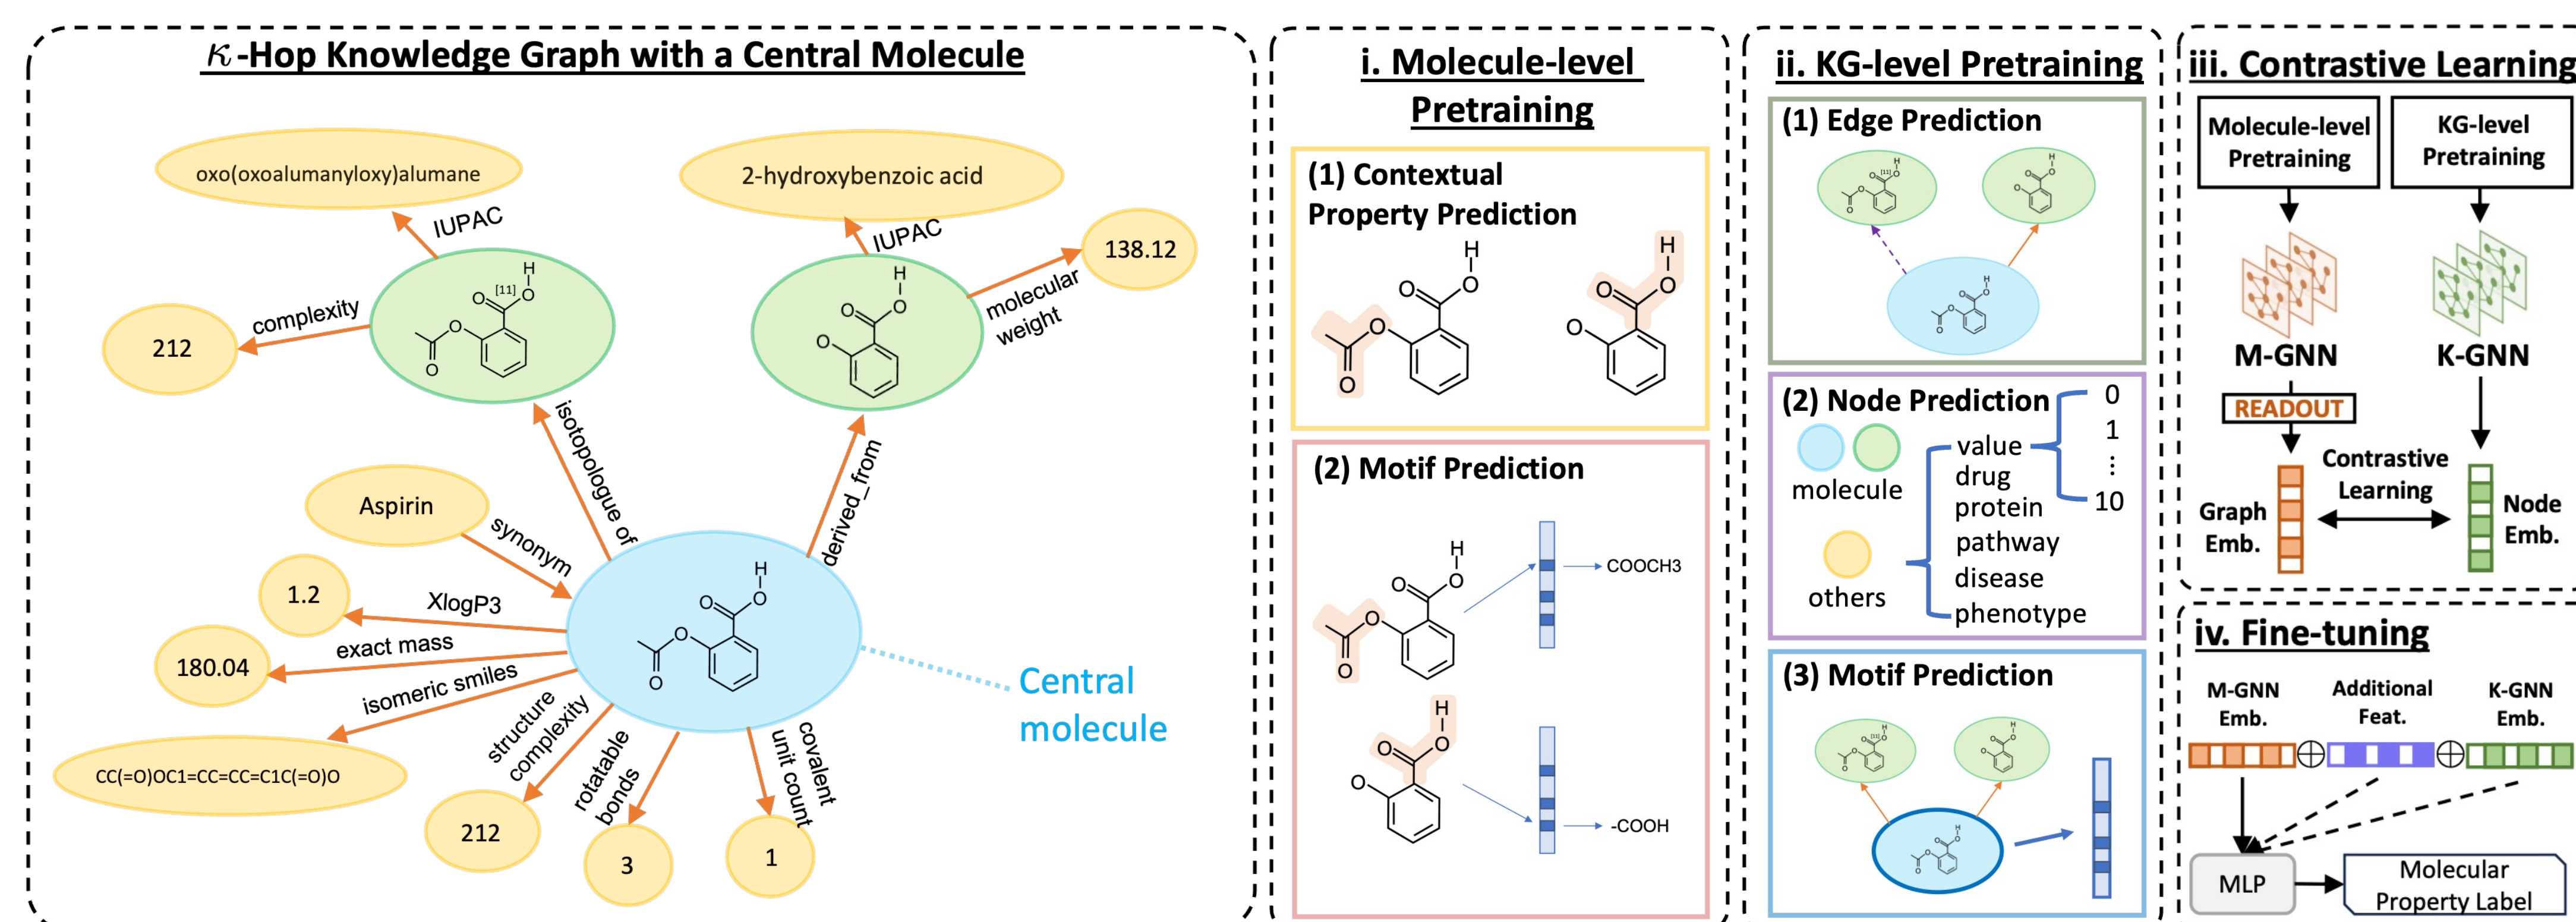 κ-Hop Knowledge Graph with a Central Molecule
oxo(oxoalumanyloxy)alumane
2-hydroxybenzoic acid
IUPAC
IUPAC
138.12
molecular
weight
212
complexity
[11]
H
O
O
O
O
H
O
O
O
isotopologue of
derived_from
Aspirin
synonym
1.2
XlogP3
180.04
exact mass
isomeric smiles
CC(=O)OC1=CC=CC=C1C(=O)O
structure
complexity
212
rotatable
bonds
3
covalent
unit count
1
H
O
O
O
O
Central
molecule
i. Molecule-level
Pretraining
(1) Contextual
Property Prediction
H
O
O
O
O
H
O
O
O
(2) Motif Prediction
H
O
O
O
O
COOCH3
H
O
O
O
-COOH
ii. KG-level Pretraining
(1) Edge Prediction
H
O
[11]
O
O
O
H
O
O
O
H
O
O
O
O
(2) Node Prediction
molecule
others
value
drug
protein
pathway
disease
phenotype
0
1
⋮
10
(3) Motif Prediction
H
O
[11]
O
O
O
H
O
O
O
H
O
O
O
O
iii. Contrastive Learning
Molecule-level
Pretraining
KG-level
Pretraining
M-GNN
K-GNN
READOUT
Contrastive
Learning
Graph
Emb.
Node
Emb.
iv. Fine-tuning
M-GNN
Emb.
Additional
Feat.
K-GNN
Emb.
MLP
Molecular
Property Label